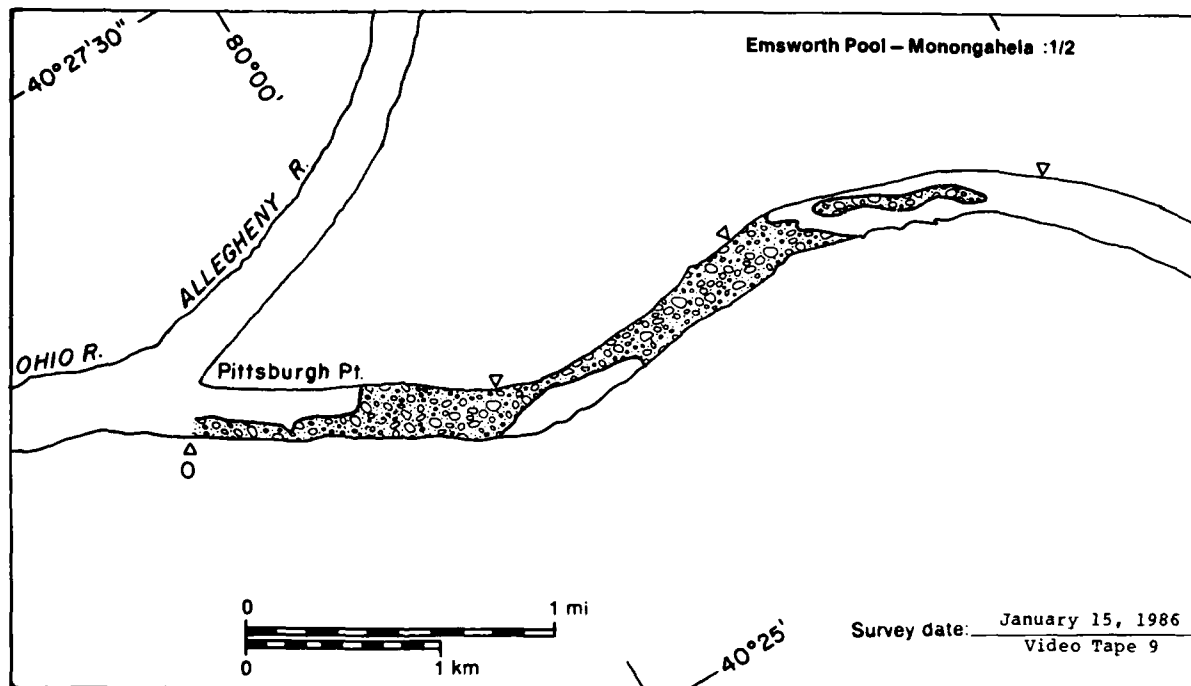 Emsworth Pool – Monongahela :1/2
40°27'30"
80°00'
ALLEGHENY R.
OHIO R.
Pittsburgh Pt.
0
0 1 mi
0 1 km
40°25'
Survey date: January 15, 1986
Video Tape 9